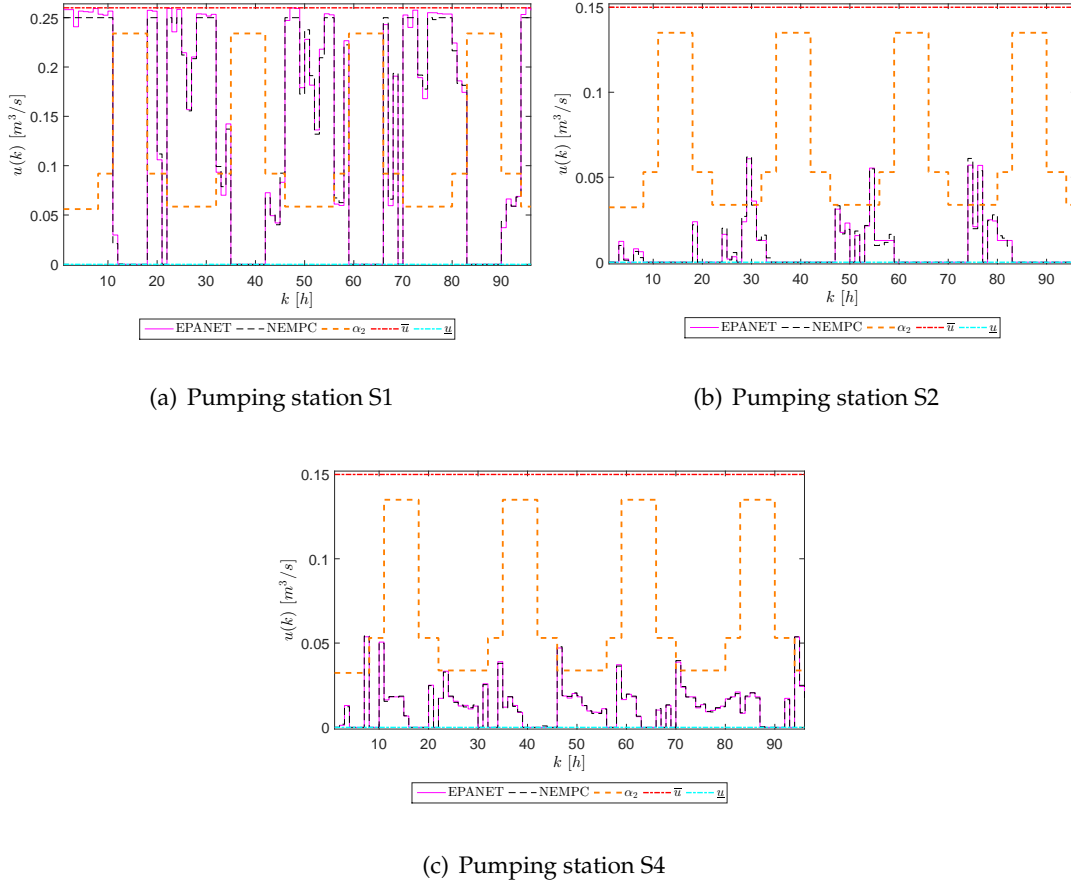 0.25
0.2
0.15
0.1
0.05
0
u(k) [m³/s]
10 20 30 40 50 60 70 80 90
k [h]
EPANET NEMPC α₂ u̅ u̲
(a) Pumping station S1
0.15
0.1
0.05
0
u(k) [m³/s]
10 20 30 40 50 60 70 80 90
k [h]
EPANET NEMPC α₂ u̅ u̲
(b) Pumping station S2
0.15
0.1
0.05
0
u(k) [m³/s]
10 20 30 40 50 60 70 80 90
k [h]
EPANET NEMPC α₂ u̅ u̲
(c) Pumping station S4